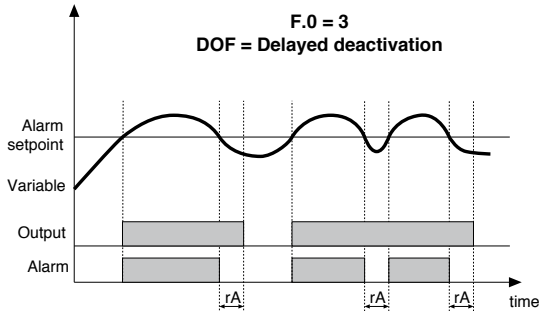 F.0 = 3
DOF = Delayed deactivation
Alarm
setpoint
Variable
Output
Alarm
rA
rA
rA
time